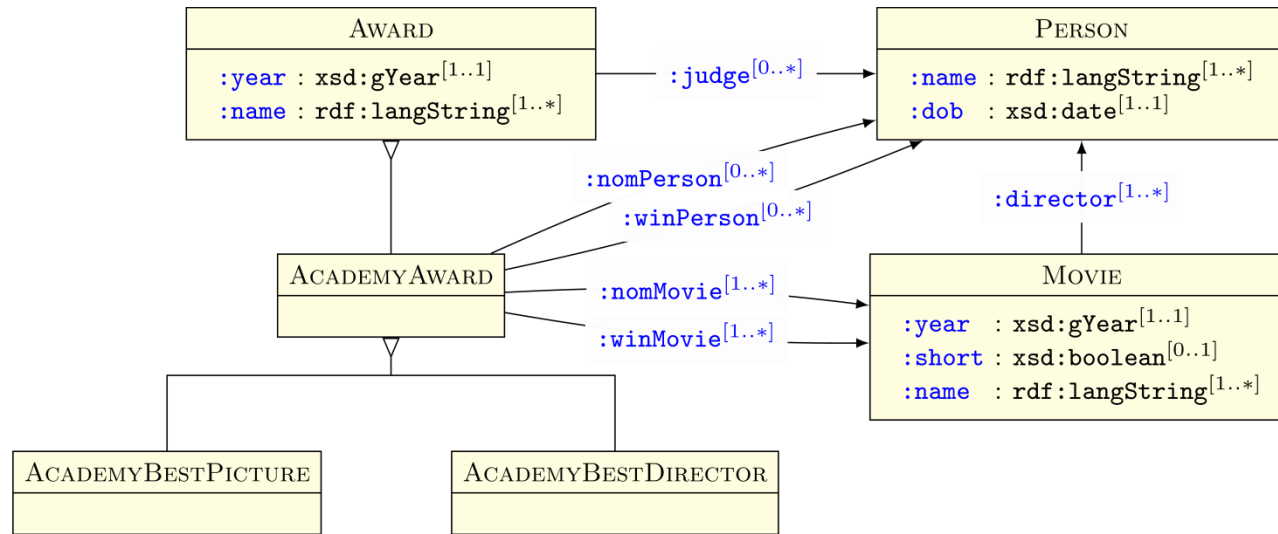 AWARD
:year : xsd:gYear[1..1]
:name : rdf:langString[1..*]
:judge[0..*]
PERSON
:name : rdf:langString[1..*]
:dob : xsd:date[1..1]
:nomPerson[0..*]
:winPerson[0..*]
:director[1..*]
ACADEMYAWARD
:nomMovie[1..*]
:winMovie[1..*]
MOVIE
:year : xsd:gYear[1..1]
:short : xsd:boolean[0..1]
:name : rdf:langString[1..*]
ACADEMYBESTPICTURE
ACADEMYBESTDIRECTOR